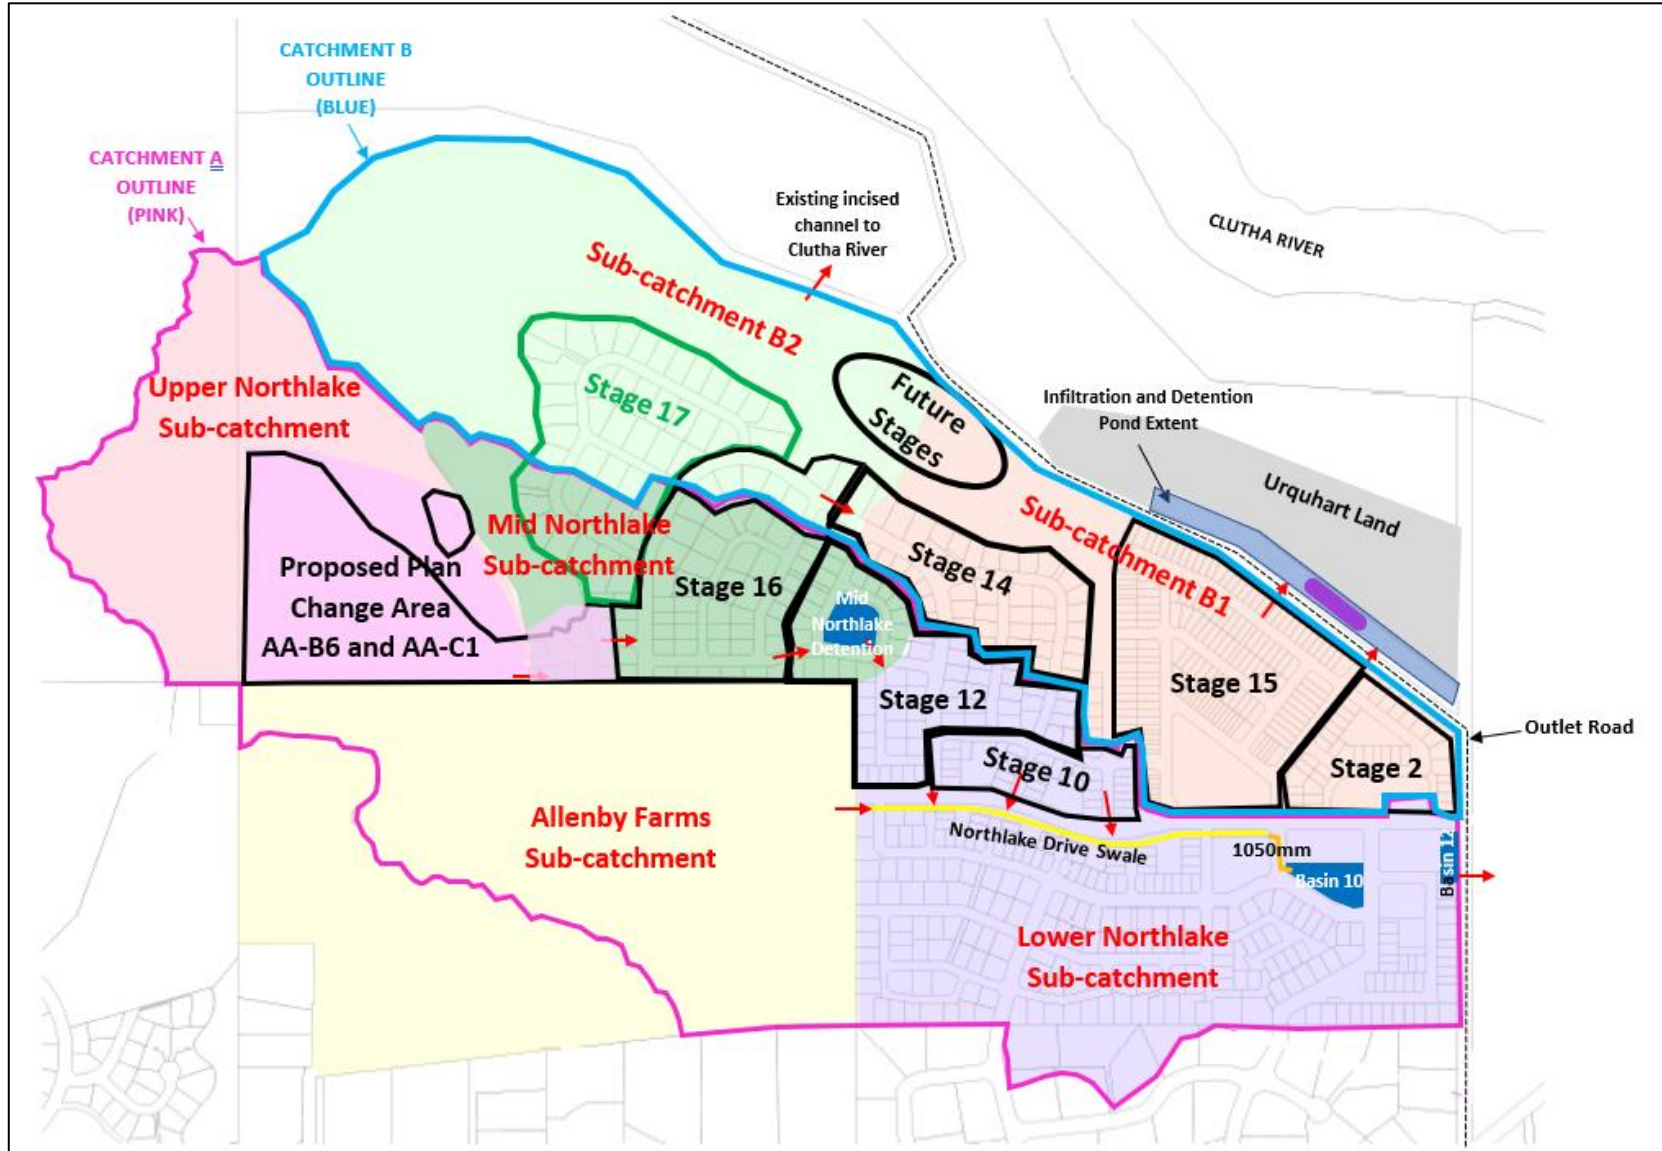 CATCHMENT B
OUTLINE
(BLUE)
CATCHMENT A
OUTLINE
(PINK)
Existing incised
channel to
Clutha River
CLUTHA RIVER
Sub-catchment B2
Upper Northlake
Sub-catchment
Stage 17
Future
Stages
Infiltration and Detention
Pond Extent
Urquhart Land
Mid Northlake
Sub-catchment
Sub-catchment B1
Proposed Plan
Change Area
AA-B6 and AA-C1
Stage 16
Stage 14
Mid
Northlake
Detention
Stage 15
Stage 12
Outlet Road
Stage 10
Stage 2
Allenby Farms
Sub-catchment
Northlake Drive Swale
1050mm
Basin 10
Basin 12
Lower Northlake
Sub-catchment